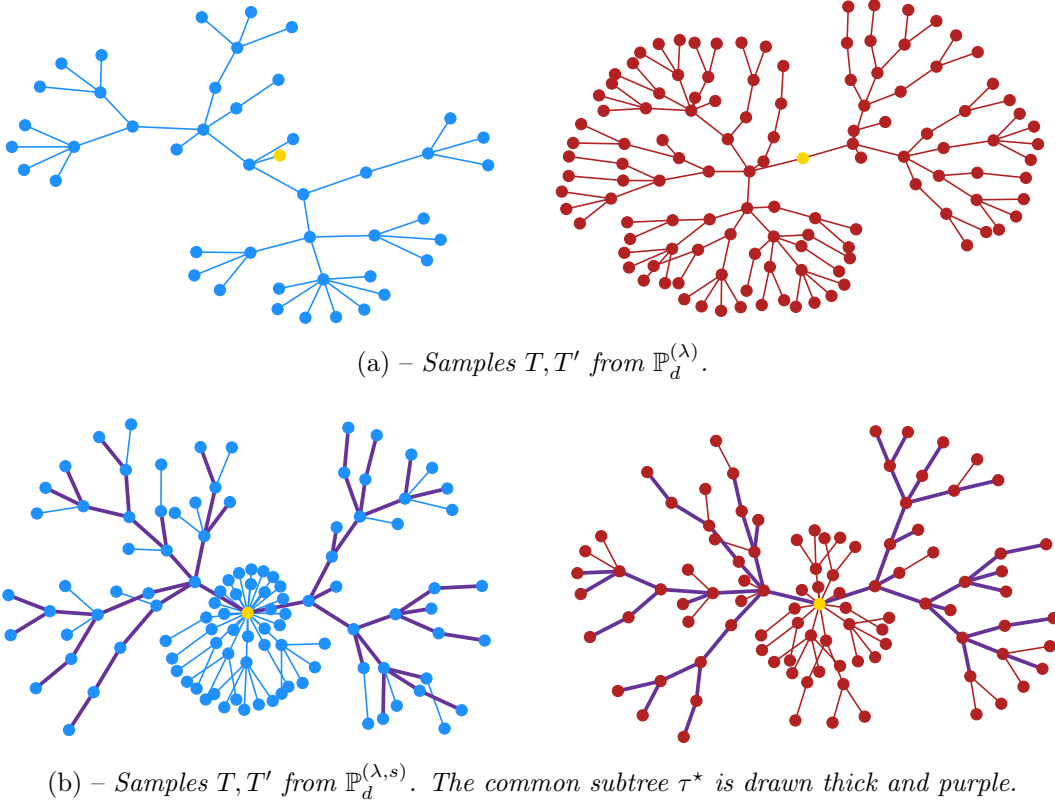 (a) – Samples T, T′ from ℙ_d^{(λ)}.
(b) – Samples T, T′ from ℙ_d^{(λ,s)}. The common subtree τ⋆ is drawn thick and purple.